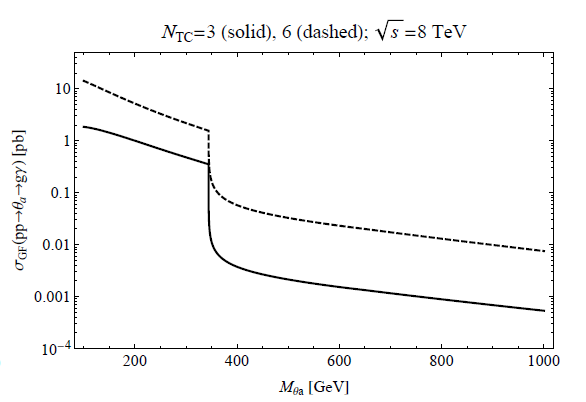 N_TC=3 (solid), 6 (dashed); √s =8 TeV
σ_GF(pp→θ_a→gγ) [pb]
10
1
0.1
0.01
0.001
10^-4
200 400 600 800 1000
M_θa [GeV]